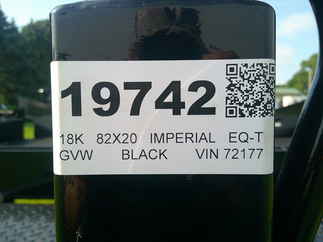 19742
18K 82X20 IMPERIAL EQ-T
GVW BLACK VIN 72177